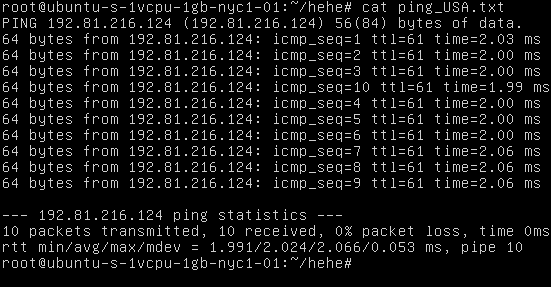 root@ubuntu-s-1vcpu-1gb-nyc1-01:~/hehe# cat ping_USA.txt
PING 192.81.216.124 (192.81.216.124) 56(84) bytes of data.
64 bytes from 192.81.216.124: icmp_seq=1 ttl=61 time=2.03 ms
64 bytes from 192.81.216.124: icmp_seq=2 ttl=61 time=2.00 ms
64 bytes from 192.81.216.124: icmp_seq=3 ttl=61 time=2.00 ms
64 bytes from 192.81.216.124: icmp_seq=10 ttl=61 time=1.99 ms
64 bytes from 192.81.216.124: icmp_seq=4 ttl=61 time=2.00 ms
64 bytes from 192.81.216.124: icmp_seq=5 ttl=61 time=2.00 ms
64 bytes from 192.81.216.124: icmp_seq=6 ttl=61 time=2.00 ms
64 bytes from 192.81.216.124: icmp_seq=7 ttl=61 time=2.06 ms
64 bytes from 192.81.216.124: icmp_seq=8 ttl=61 time=2.06 ms
64 bytes from 192.81.216.124: icmp_seq=9 ttl=61 time=2.06 ms
--- 192.81.216.124 ping statistics ---
10 packets transmitted, 10 received, 0% packet loss, time 0ms
rtt min/avg/max/mdev = 1.991/2.024/2.066/0.053 ms, pipe 10
root@ubuntu-s-1vcpu-1gb-nyc1-01:~/hehe#